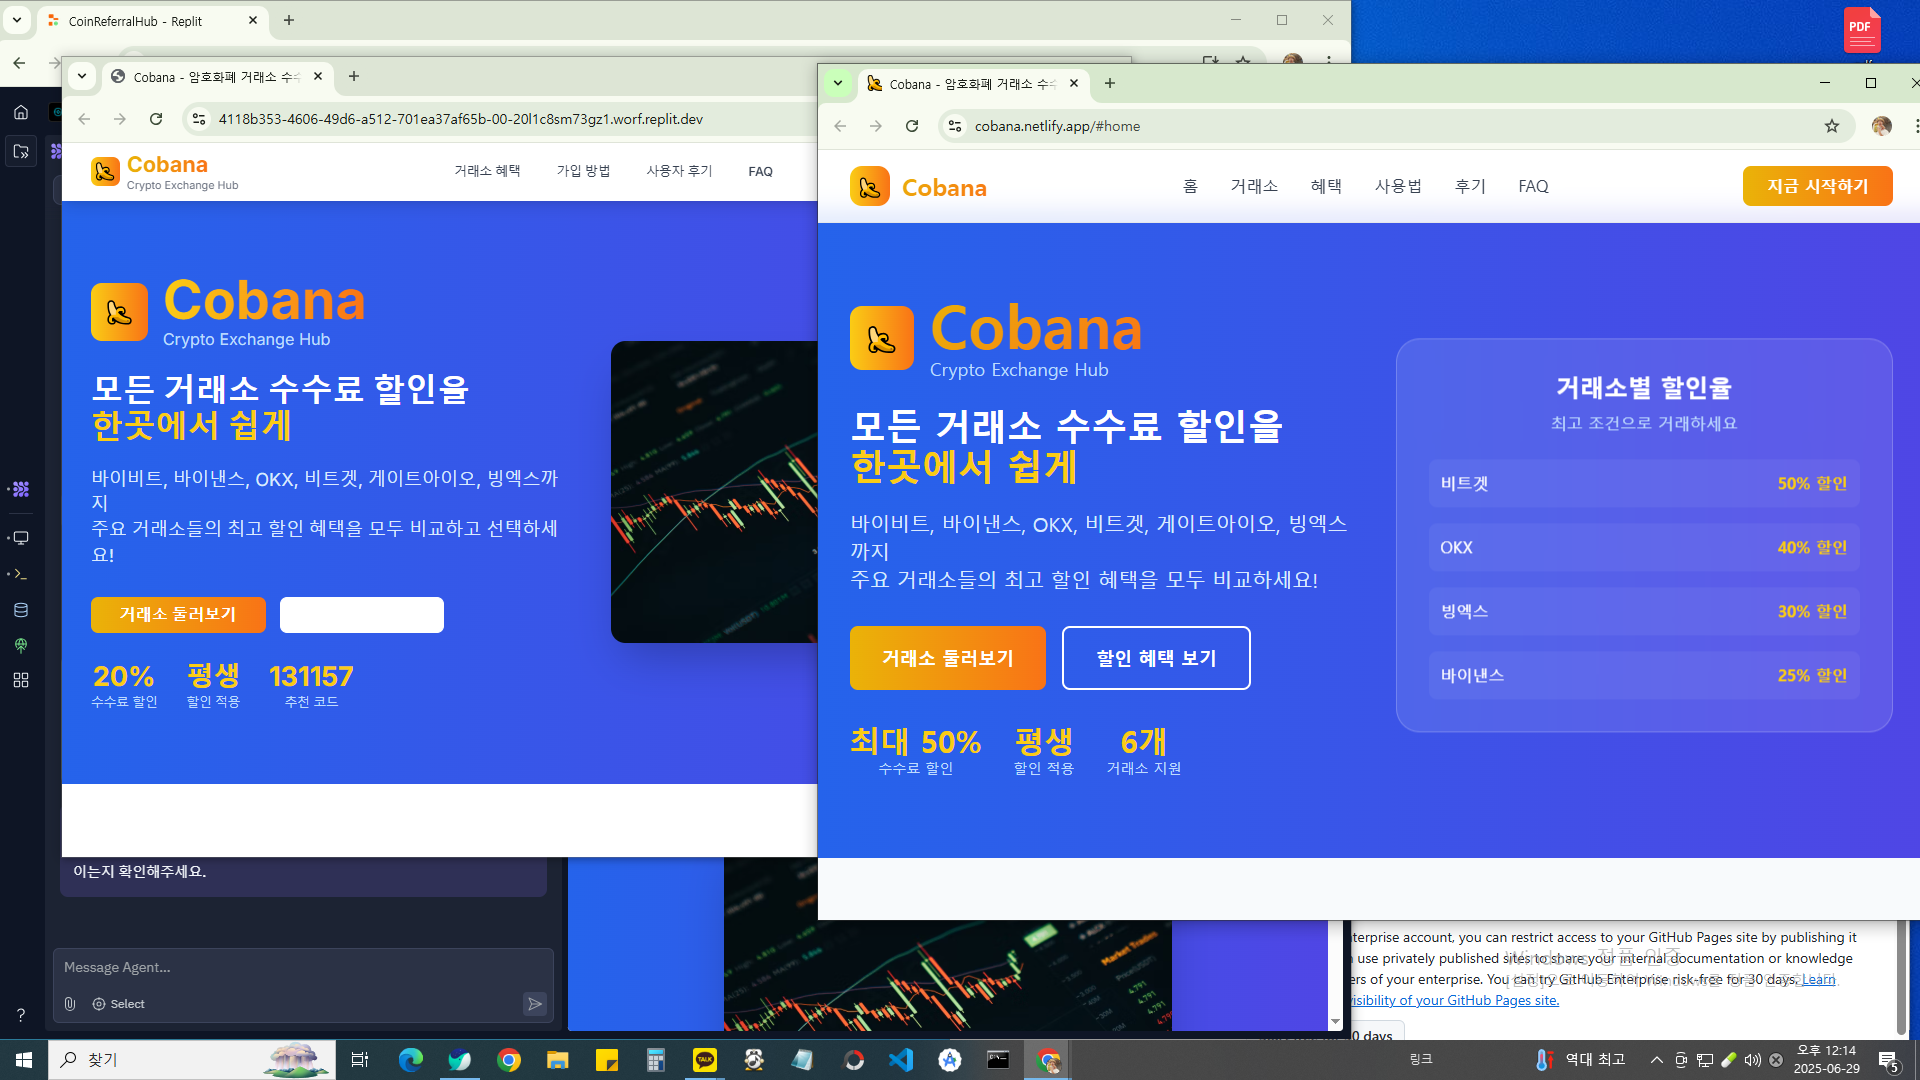 CoinReferralHub - Replit
PDF
Cobana - 암호화폐 거래소 수수
4118b353-4606-49d6-a512-701ea37af65b-00-20l1c8sm73gz1.worf.replit.dev
Cobana
Crypto Exchange Hub
거래소 혜택
가입 방법
사용자 후기
FAQ
Cobana
Crypto Exchange Hub
모든 거래소 수수료 할인을
한곳에서 쉽게
바이비트, 바이낸스, OKX, 비트겟, 게이트아이오, 빙엑스까
지
주요 거래소들의 최고 할인 혜택을 모두 비교하고 선택하세
요!
거래소 둘러보기
20%
수수료 할인
평생
할인 적용
131157
추천 코드
Cobana - 암호화폐 거래소 수수
cobana.netlify.app/#home
Cobana
홈
거래소
혜택
사용법
후기
FAQ
지금 시작하기
Cobana
Crypto Exchange Hub
모든 거래소 수수료 할인을
한곳에서 쉽게
바이비트, 바이낸스, OKX, 비트겟, 게이트아이오, 빙엑스
까지
주요 거래소들의 최고 할인 혜택을 모두 비교하세요!
거래소 둘러보기
할인 혜택 보기
최대 50%
수수료 할인
평생
할인 적용
6개
거래소 지원
거래소별 할인율
최고 조건으로 거래하세요
비트겟
50% 할인
OKX
40% 할인
빙엑스
30% 할인
바이낸스
25% 할인
이는지 확인해주세요.
Message Agent...
Select
Market Trades
4.791
4.791
terprise account, you can restrict access to your GitHub Pages site by publishing it
use privately published sites to share your internal documentation or knowledge
ers of your enterprise. You can try GitHub Enterprise risk-free for 30 days. Learn
visibility of your GitHub Pages site.
0 days
Windows 정품 인증
찾기
TALK
링크
역대 최고
오후 12:14
2025-06-29
5